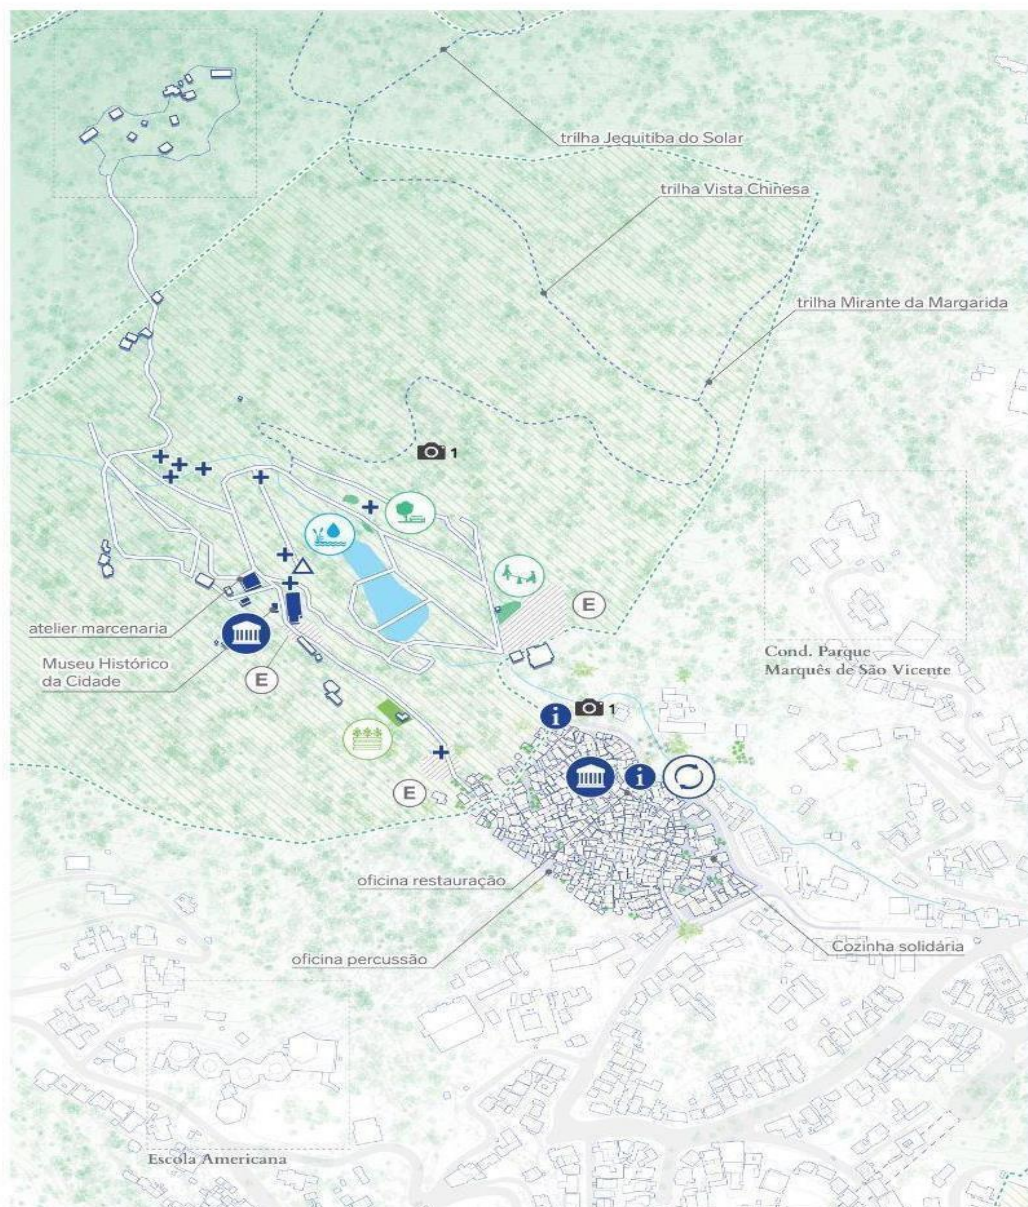 trilha Jequitiba do Solar
trilha Vista Chinesa
trilha Mirante da Margarida
1
E
atelier marcenaria
Museu Histórico
da Cidade
E
Cond. Parque
Marquês de São Vicente
i
1
i
E
oficina restauração
oficina percussão
Cozinha solidária
Escola Americana